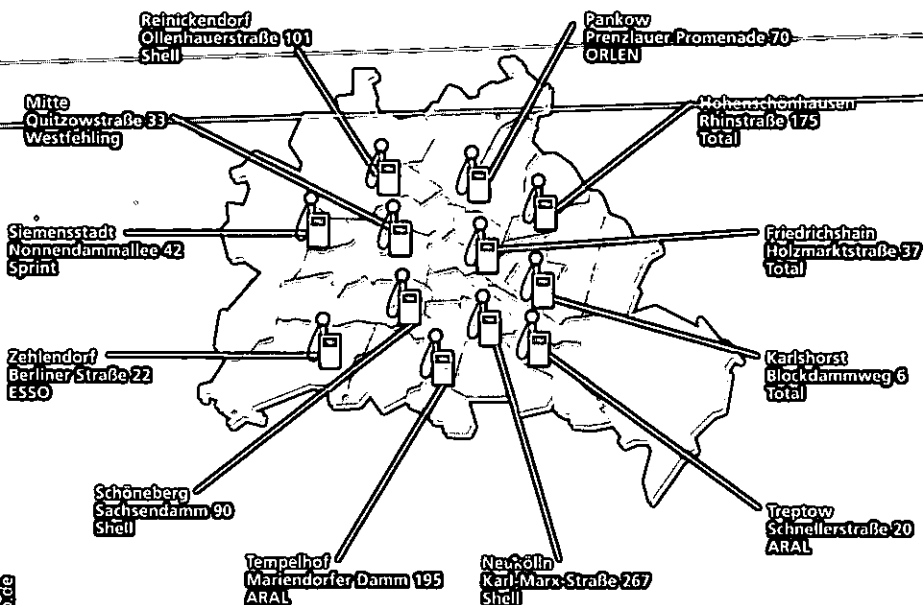 Reinickendorf
Ollenhauerstraße 101
Shell
Pankow
Prenzlauer Promenade 70
ORLEN
Mitte
Quitzowstraße 33
Westfehling
Hohenschönhausen
Rhinstraße 175
Total
Siemensstadt
Nonnendammallee 42
Sprint
Friedrichshain
Holzmarktstraße 37
Total
Zehlendorf
Berliner Straße 22
ESSO
Karlshorst
Blockdammweg 6
Total
Schöneberg
Sachsendamm 90
Shell
Treptow
Schnellerstraße 20
ARAL
Tempelhof
Mariendorfer Damm 195
ARAL
Neukölln
Karl-Marx-Straße 267
Shell